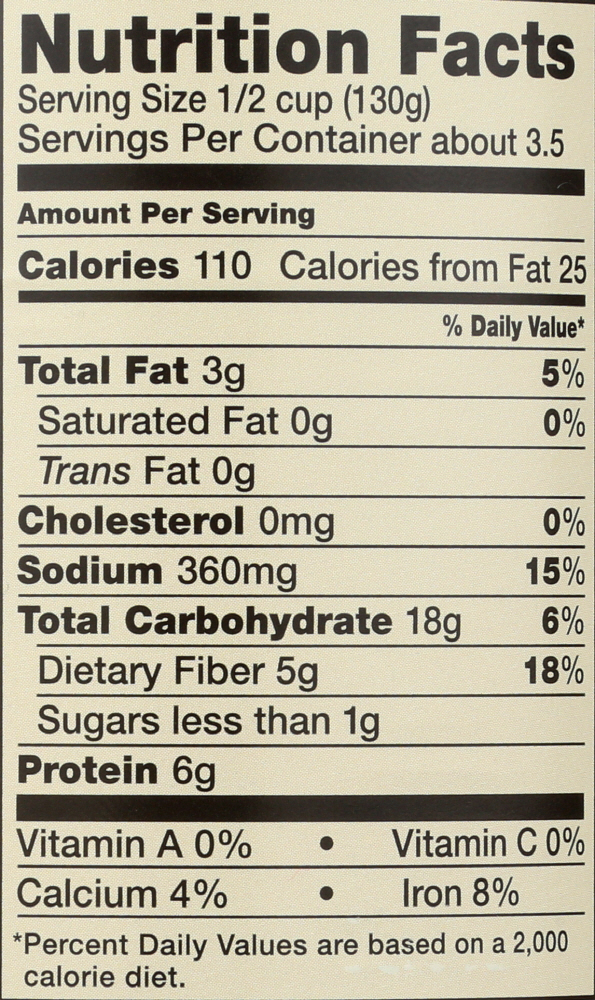 Nutrition Facts
Serving Size 1/2 cup (130g)
Servings Per Container about 3.5
Amount Per Serving
Calories 110 Calories from Fat 25
% Daily Value*
Total Fat 3g 5%
Saturated Fat 0g 0%
Trans Fat 0g
Cholesterol 0mg 0%
Sodium 360mg 15%
Total Carbohydrate 18g 6%
Dietary Fiber 5g 18%
Sugars less than 1g
Protein 6g
Vitamin A 0% • Vitamin C 0%
Calcium 4% • Iron 8%
*Percent Daily Values are based on a 2,000
calorie diet.